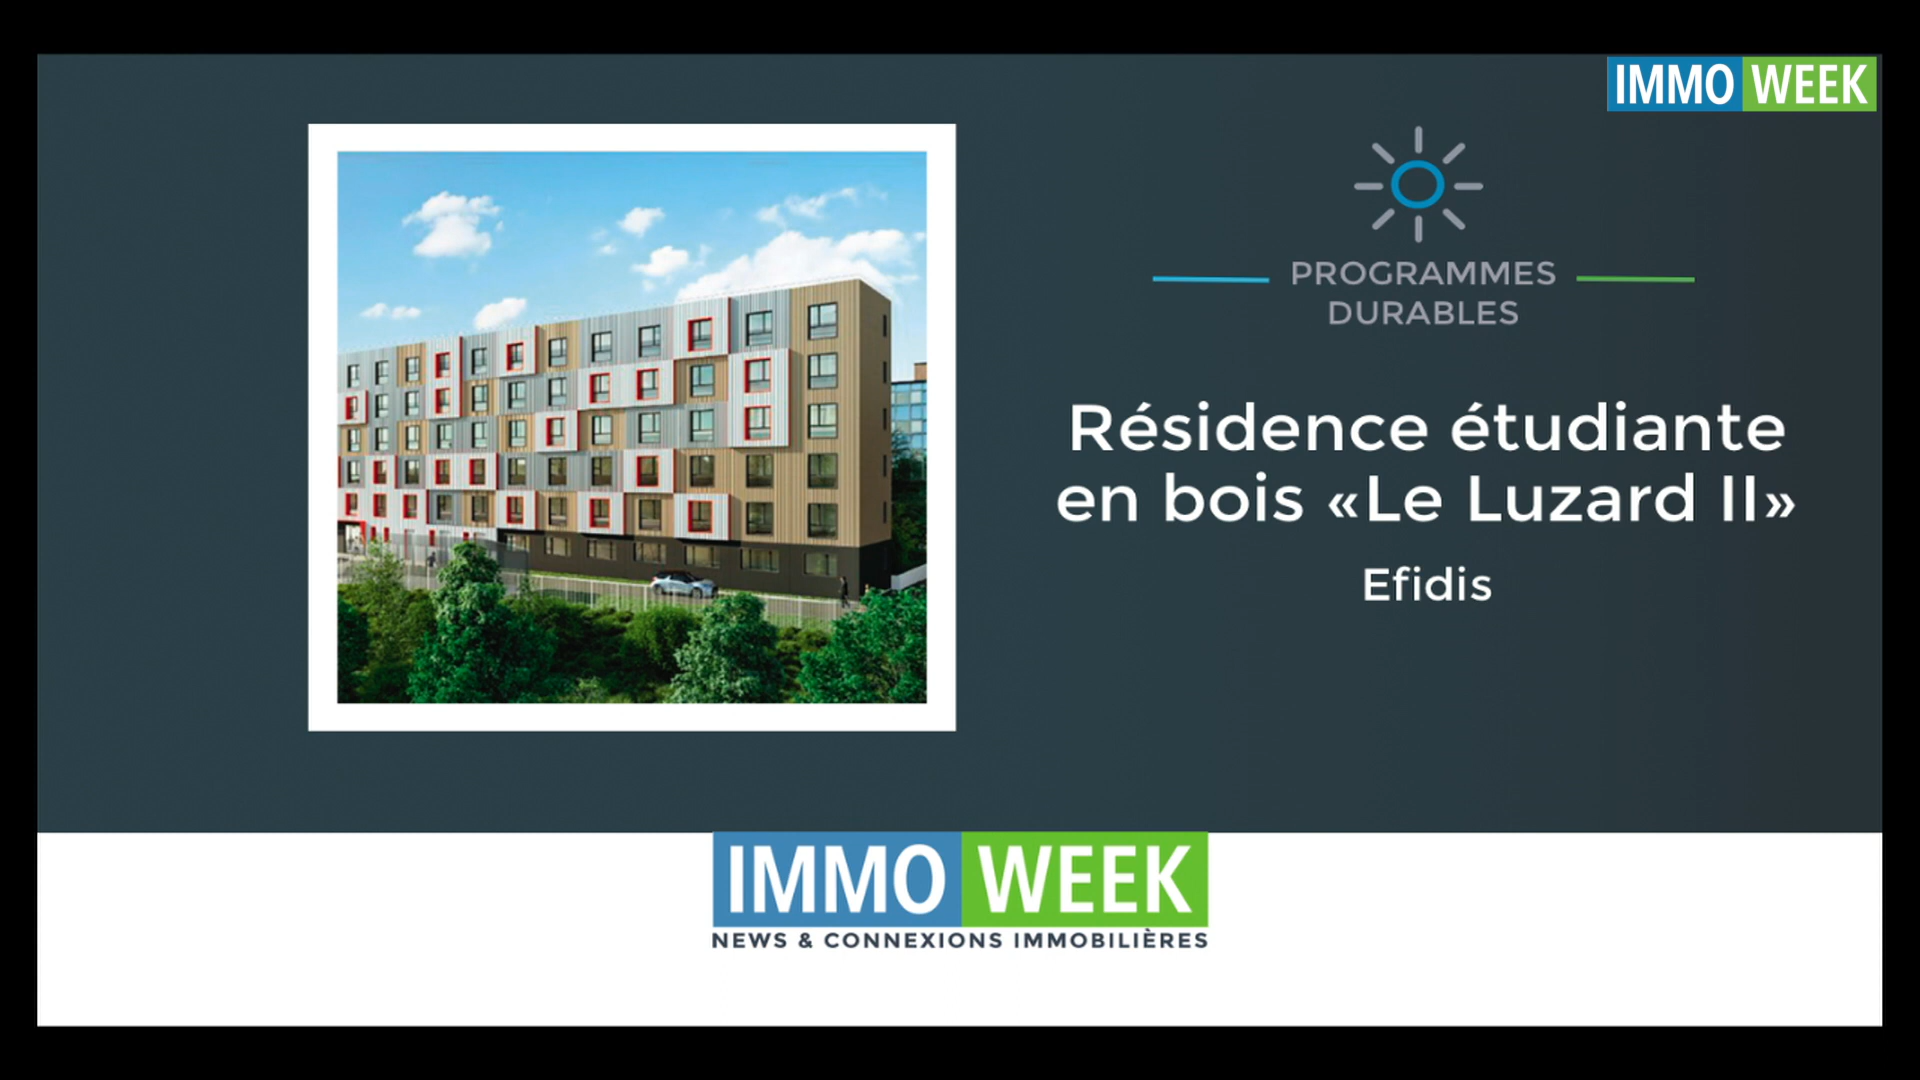 IMMO WEEK
PROGRAMMES
DURABLES
Résidence étudiante
en bois «Le Luzard II»
Efidis
IMMO WEEK
NEWS & CONNEXIONS IMMOBILIÈRES